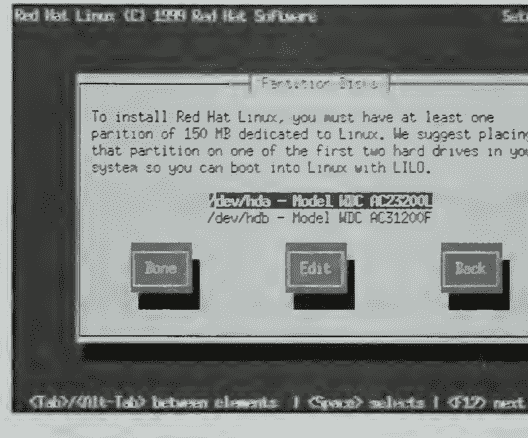 Red Hat Linux (C) 1999 Red Hat Software
Partition Disks
To install Red Hat Linux, you must have at least one
parition of 150 MB dedicated to Linux. We suggest placing
that partition on one of the first two hard drives in you
system so you can boot into Linux with LILO.
/dev/hda - Model WDC AC23200L
/dev/hdb - Model WDC AC31200F
Done Edit Back
<Tab>/<Alt-Tab> between elements | <Space> selects | <F12> next